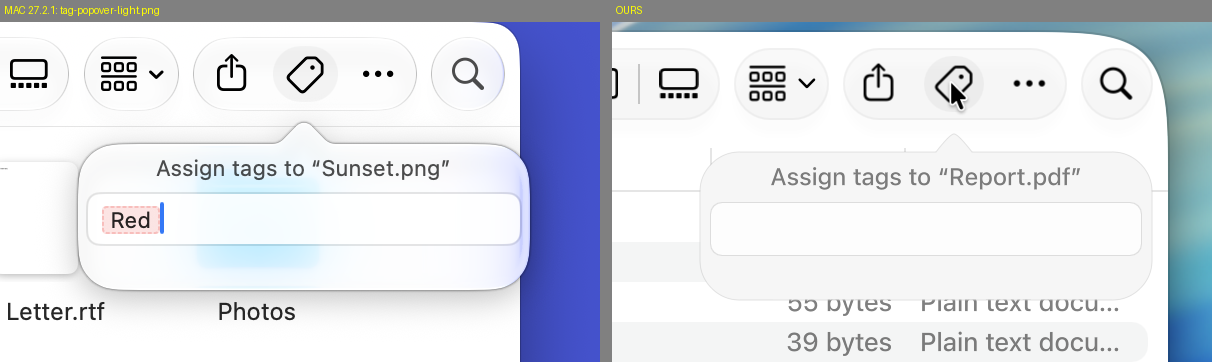 MAC 27.2.1: tag-popover-light.png
OURS
Assign tags to “Sunset.png”
Red
Letter.rtf
Photos
Assign tags to “Report.pdf”
55 bytes Plain text docu...
39 bytes Plain text docu...